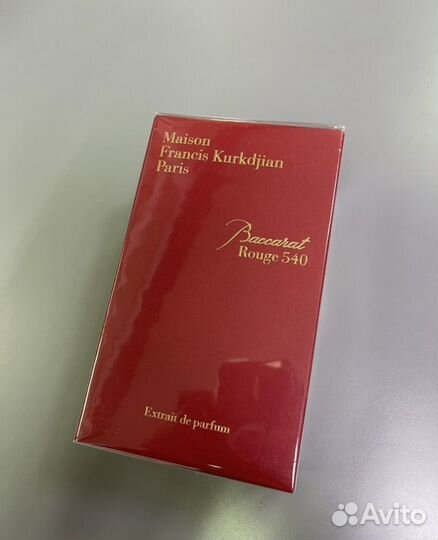 Maison
Francis Kurkdjian
Paris
Baccarat
Rouge 540
Extrait de parfum
Avito